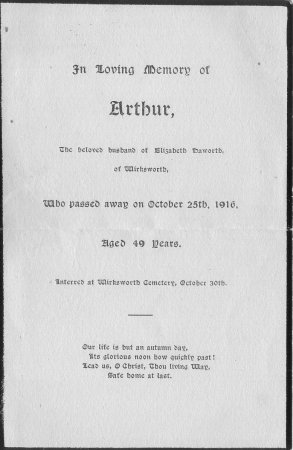 In Loving Memory of
Arthur,
The beloved husband of Elizabeth Haworth,
of Wirksworth,
Who passed away on October 25th, 1916,
Aged 49 Years.
Interred at Wirksworth Cemetery, October 30th.
Our life is but an autumn day,
Its glorious noon how quickly past!
Lead us, O Christ, Thou living Way,
Safe home at last.